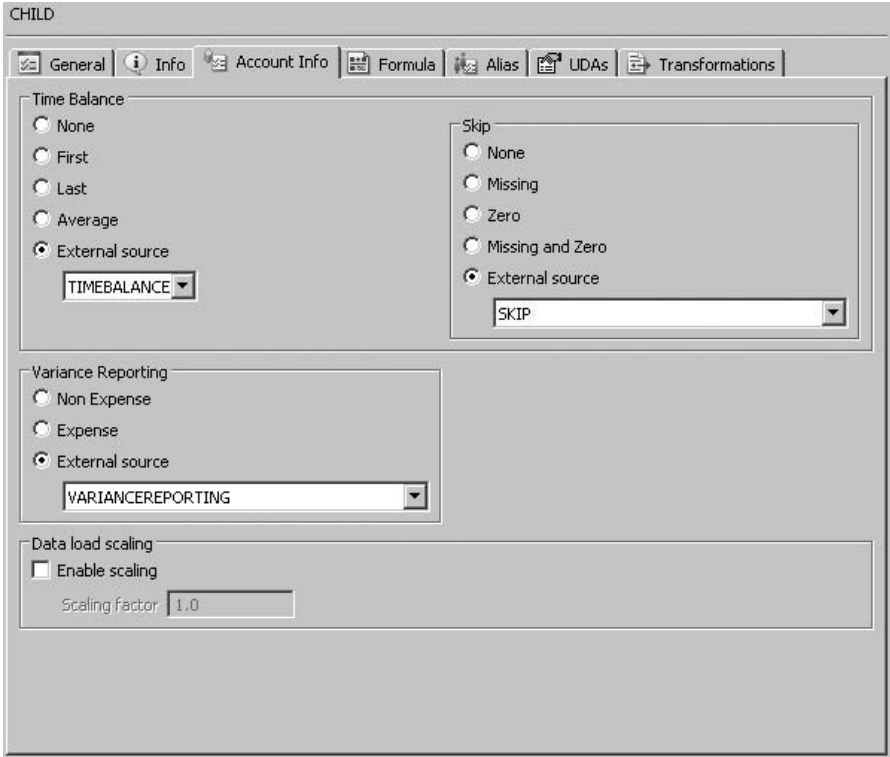 CHILD
General Info Account Info Formula Alias UDAs Transformations
Time Balance
None
First
Last
Average
External source
TIMEBALANCE
Skip
None
Missing
Zero
Missing and Zero
External source
SKIP
Variance Reporting
Non Expense
Expense
External source
VARIANCEREPORTING
Data load scaling
Enable scaling
Scaling factor 1.0